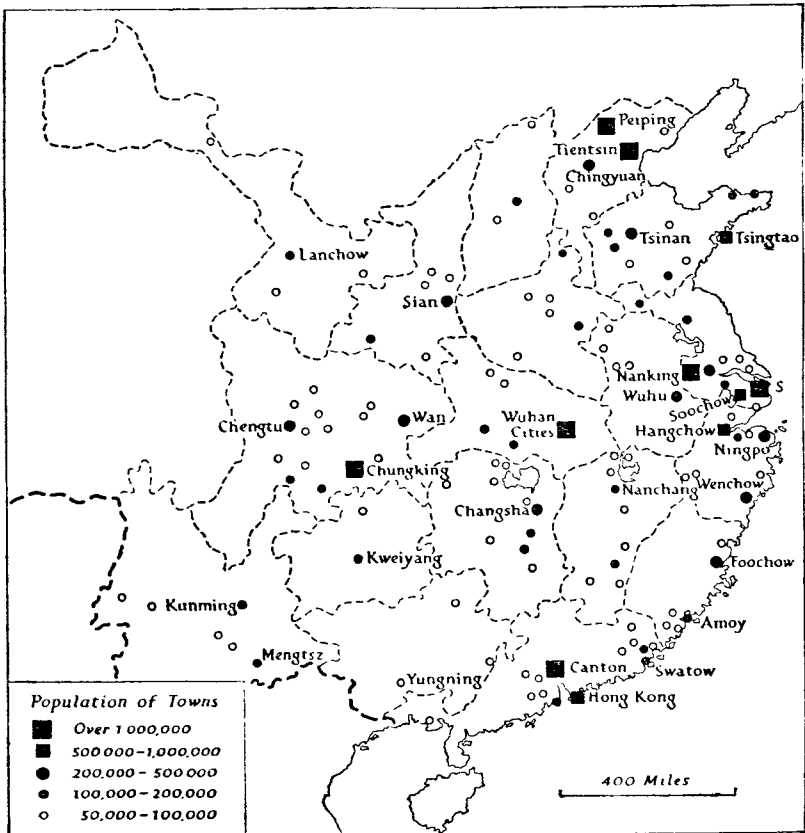 Peiping
Tientsin
Chingyuan
Lanchow
Tsinan
Tsingtao
Sian
Nanking
S
Wuhu
Soochow
Chengtu
Wan
Wuhan
Cities
Hangchow
Ningpo
Chungking
Nanchang
Wenchow
Changsha
Kweiyang
Foochow
Kunming
Amoy
Mengtsz
Yungning
Canton
Swatow
Hong Kong
Population of Towns
Over 1 000,000
500 000-1,000,000
200,000-500 000
100,000-200,000
50,000-100,000
400 Miles